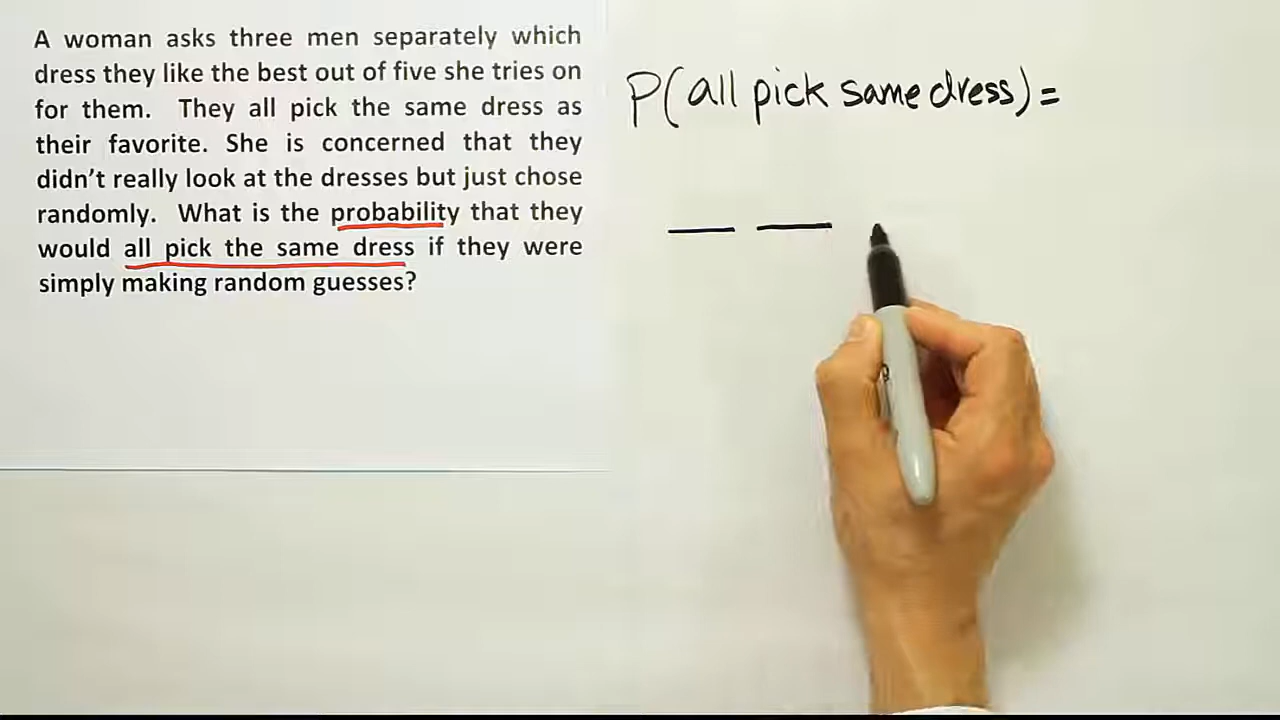 A woman asks three men separately which
dress they like the best out of five she tries on
for them. They all pick the same dress as
their favorite. She is concerned that they
didn't really look at the dresses but just chose
randomly. What is the probability that they
would all pick the same dress if they were
simply making random guesses?
P(all pick same dress) =